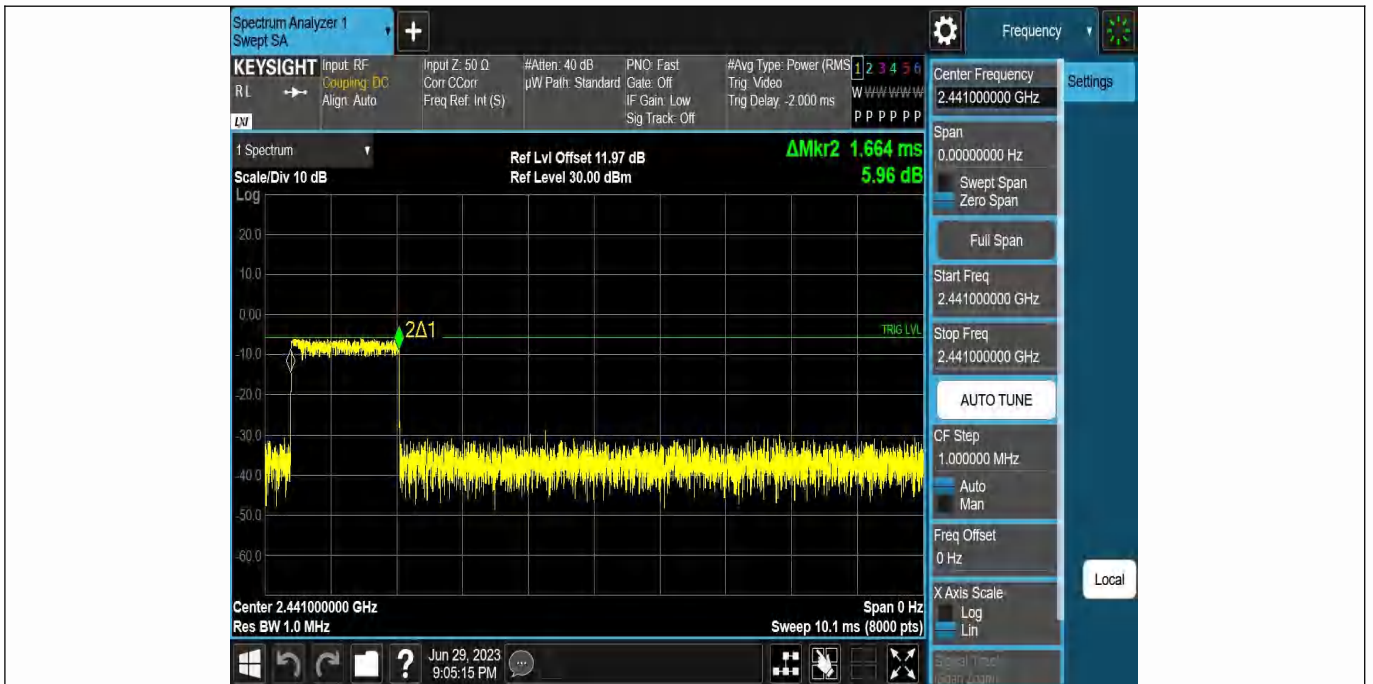 Spectrum Analyzer 1
Swept SA
Frequency
KEYSIGHT
RL
LXI
Input: RF
Coupling: DC
Align: Auto
Input Z: 50 Ω
Corr CCorr
Freq Ref: Int (S)
#Atten: 40 dB
µW Path: Standard
PNO: Fast
Gate: Off
IF Gain: Low
Sig Track: Off
#Avg Type: Power (RMS
Trig: Video
Trig Delay: -2.000 ms
1 2 3 4 5 6
W W W W W W
P P P P P P
1 Spectrum
Scale/Div 10 dB
Log
Ref Lvl Offset 11.97 dB
Ref Level 30.00 dBm
ΔMkr2 1.664 ms
5.96 dB
20.0
10.0
0.00
-10.0
-20.0
-30.0
-40.0
-50.0
-60.0
2Δ1
TRIG LVL
Center 2.441000000 GHz
Res BW 1.0 MHz
Span 0 Hz
Sweep 10.1 ms (8000 pts)
Jun 29, 2023
9:05:15 PM
Center Frequency
2.441000000 GHz
Span
0.00000000 Hz
Swept Span
Zero Span
Full Span
Start Freq
2.441000000 GHz
Stop Freq
2.441000000 GHz
AUTO TUNE
CF Step
1.000000 MHz
Auto
Man
Freq Offset
0 Hz
X Axis Scale
Log
Lin
Signal Track
(Span Zoom)
Settings
Local